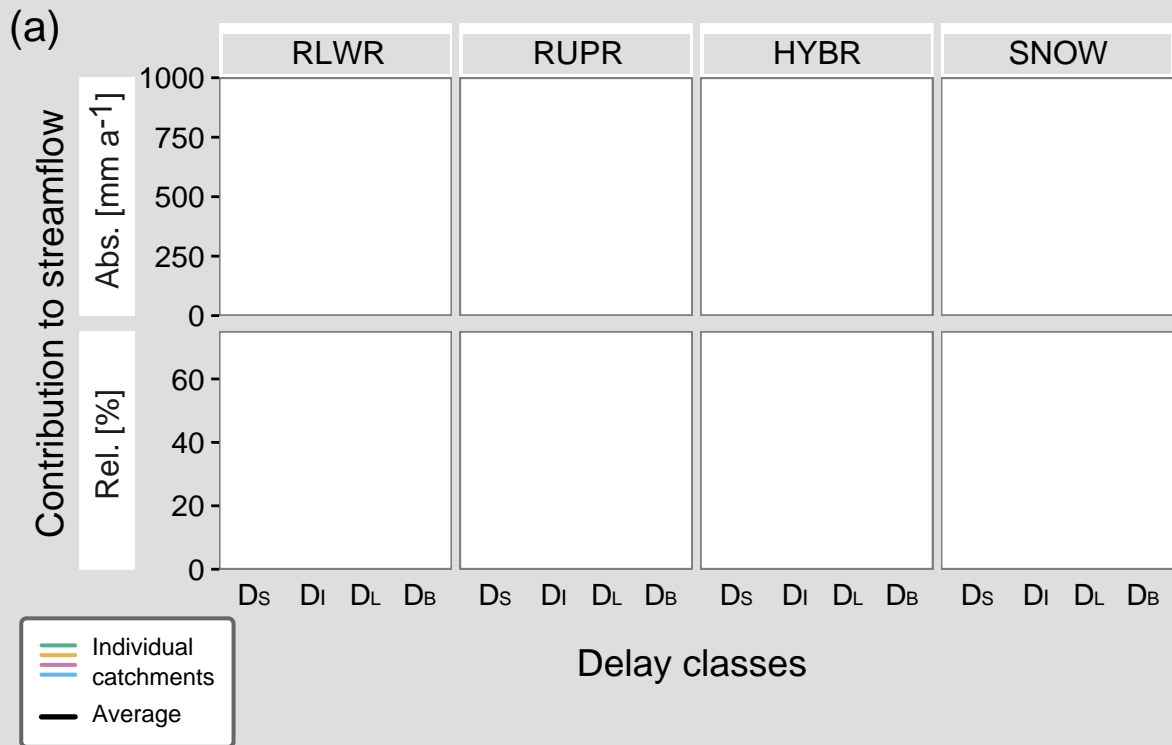 (a)
RLWR RUPR HYBR SNOW
Contribution to streamflow
Abs. [mm a-1]
1000
750
500
250
0
Rel. [%]
60
40
20
0
DS DI DL DB DS DI DL DB DS DI DL DB DS DI DL DB
Delay classes
Individual
catchments
Average